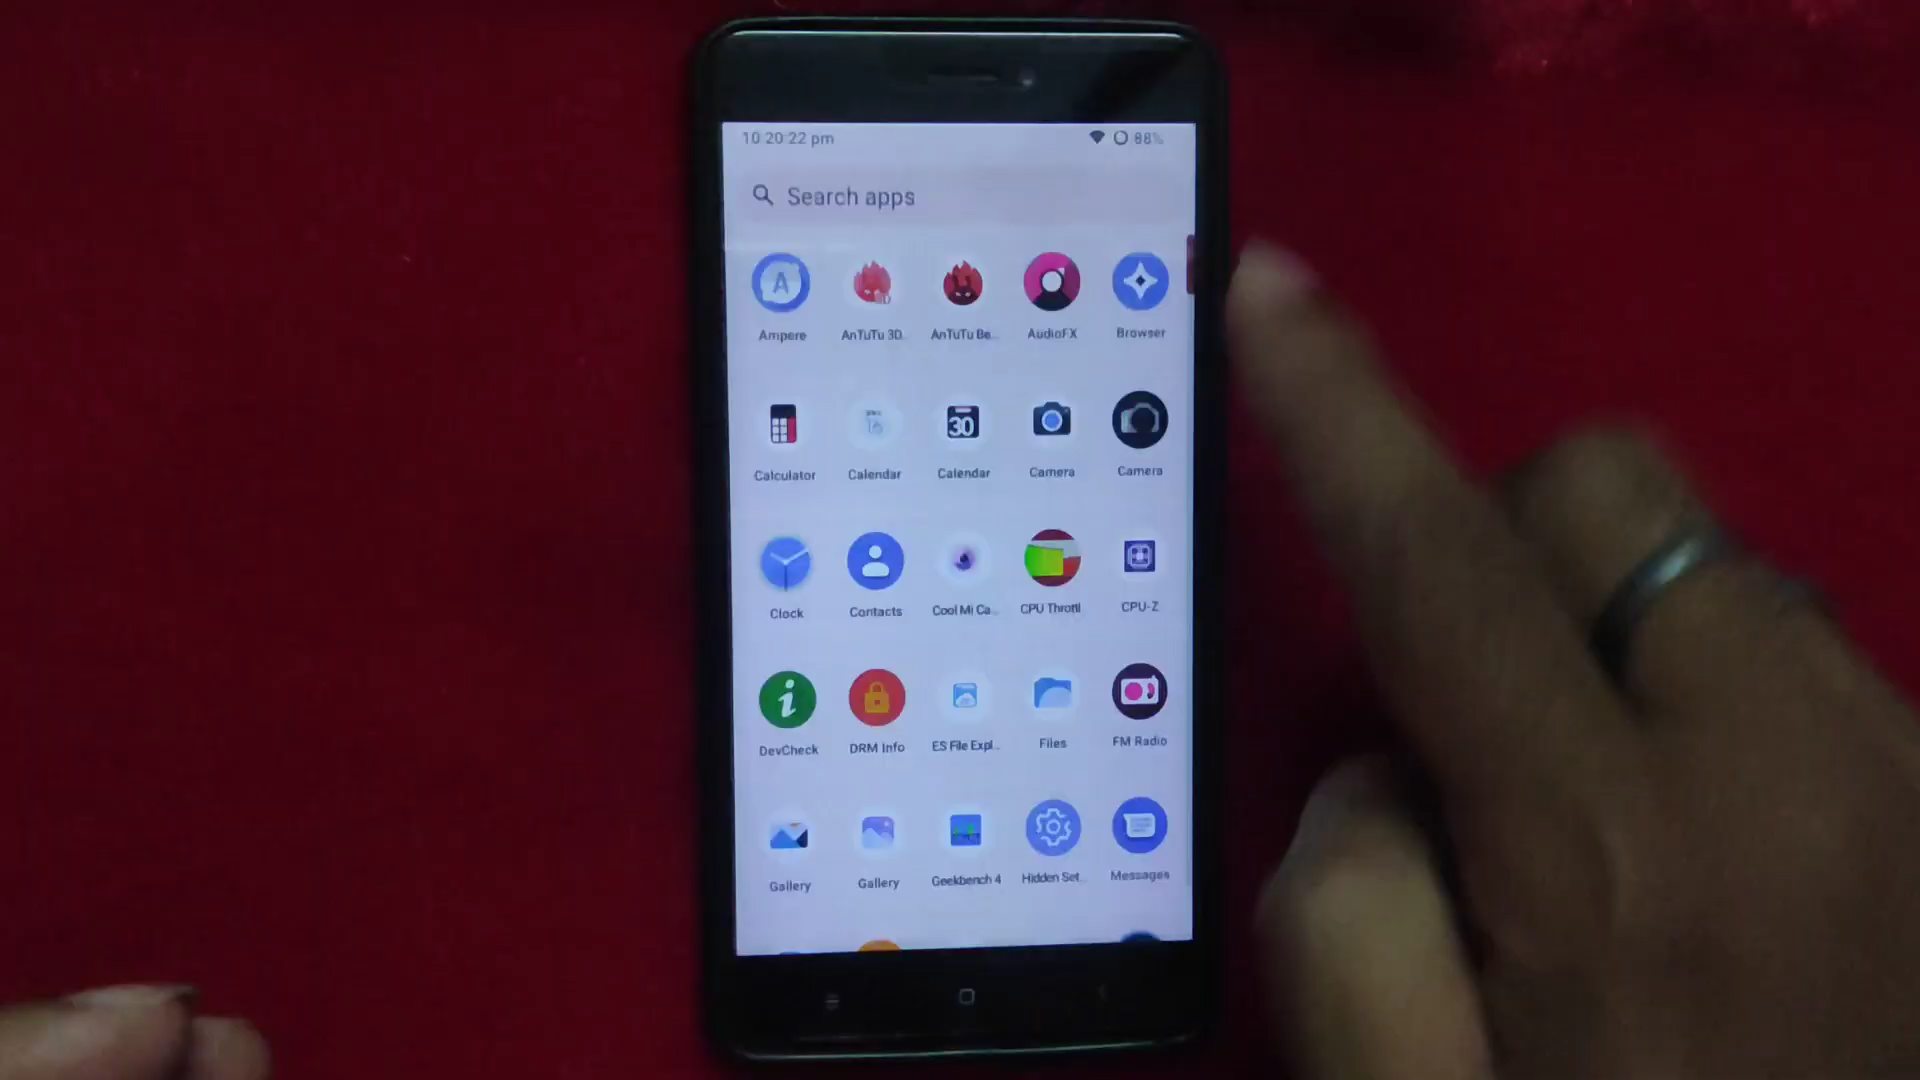 10:20:22 pm 88%
Search apps
Ampere AnTuTu 3D.. AnTuTu Be.. AudioFX Browser
30
Calculator Calendar Calendar Camera Camera
Clock Contacts Cool Mi Ca.. CPU Throttl CPU-Z
DevCheck DRM Info ES File Expl.. Files FM Radio
Gallery Gallery Geekbench 4 Hidden Set.. Messages